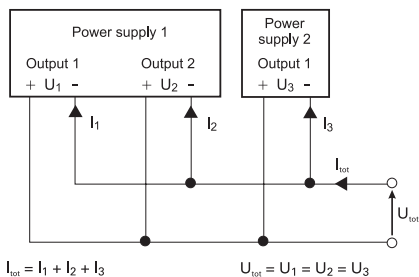 Power supply 1
Power
supply 2
Output 1 Output 2
Output 1
+ U₁ − + U₂ −
+ U₃ −
I₁ I₂ I₃
Iₜₒₜ
Uₜₒₜ
Iₜₒₜ = I₁ + I₂ + I₃ Uₜₒₜ = U₁ = U₂ = U₃